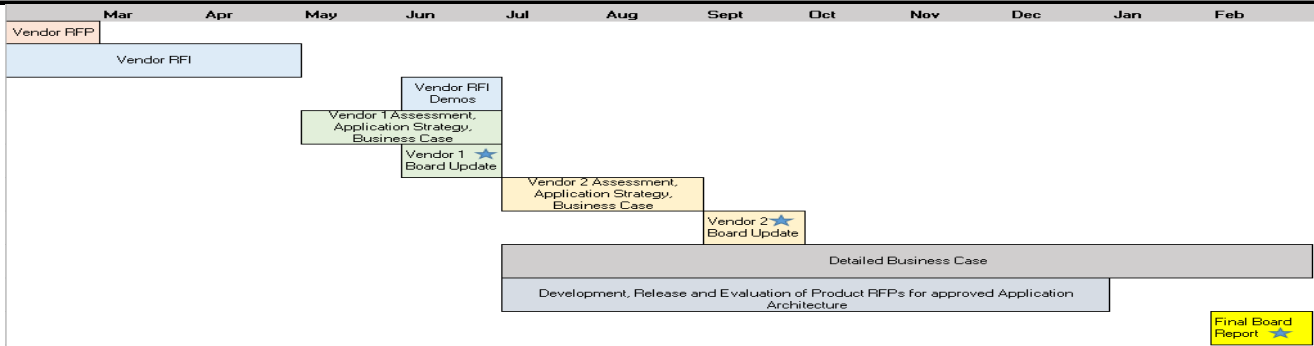 Mar Apr May Jun Jul Aug Sept Oct Nov Dec Jan Feb
Vendor RFP
Vendor RFI
Vendor RFI
Demos
Vendor 1 Assessment,
Application Strategy,
Business Case
Vendor 1
Board Update
Vendor 2 Assessment,
Application Strategy,
Business Case
Vendor 2
Board Update
Detailed Business Case
Development, Release and Evaluation of Product RFPs for approved Application
Architecture
Final Board
Report